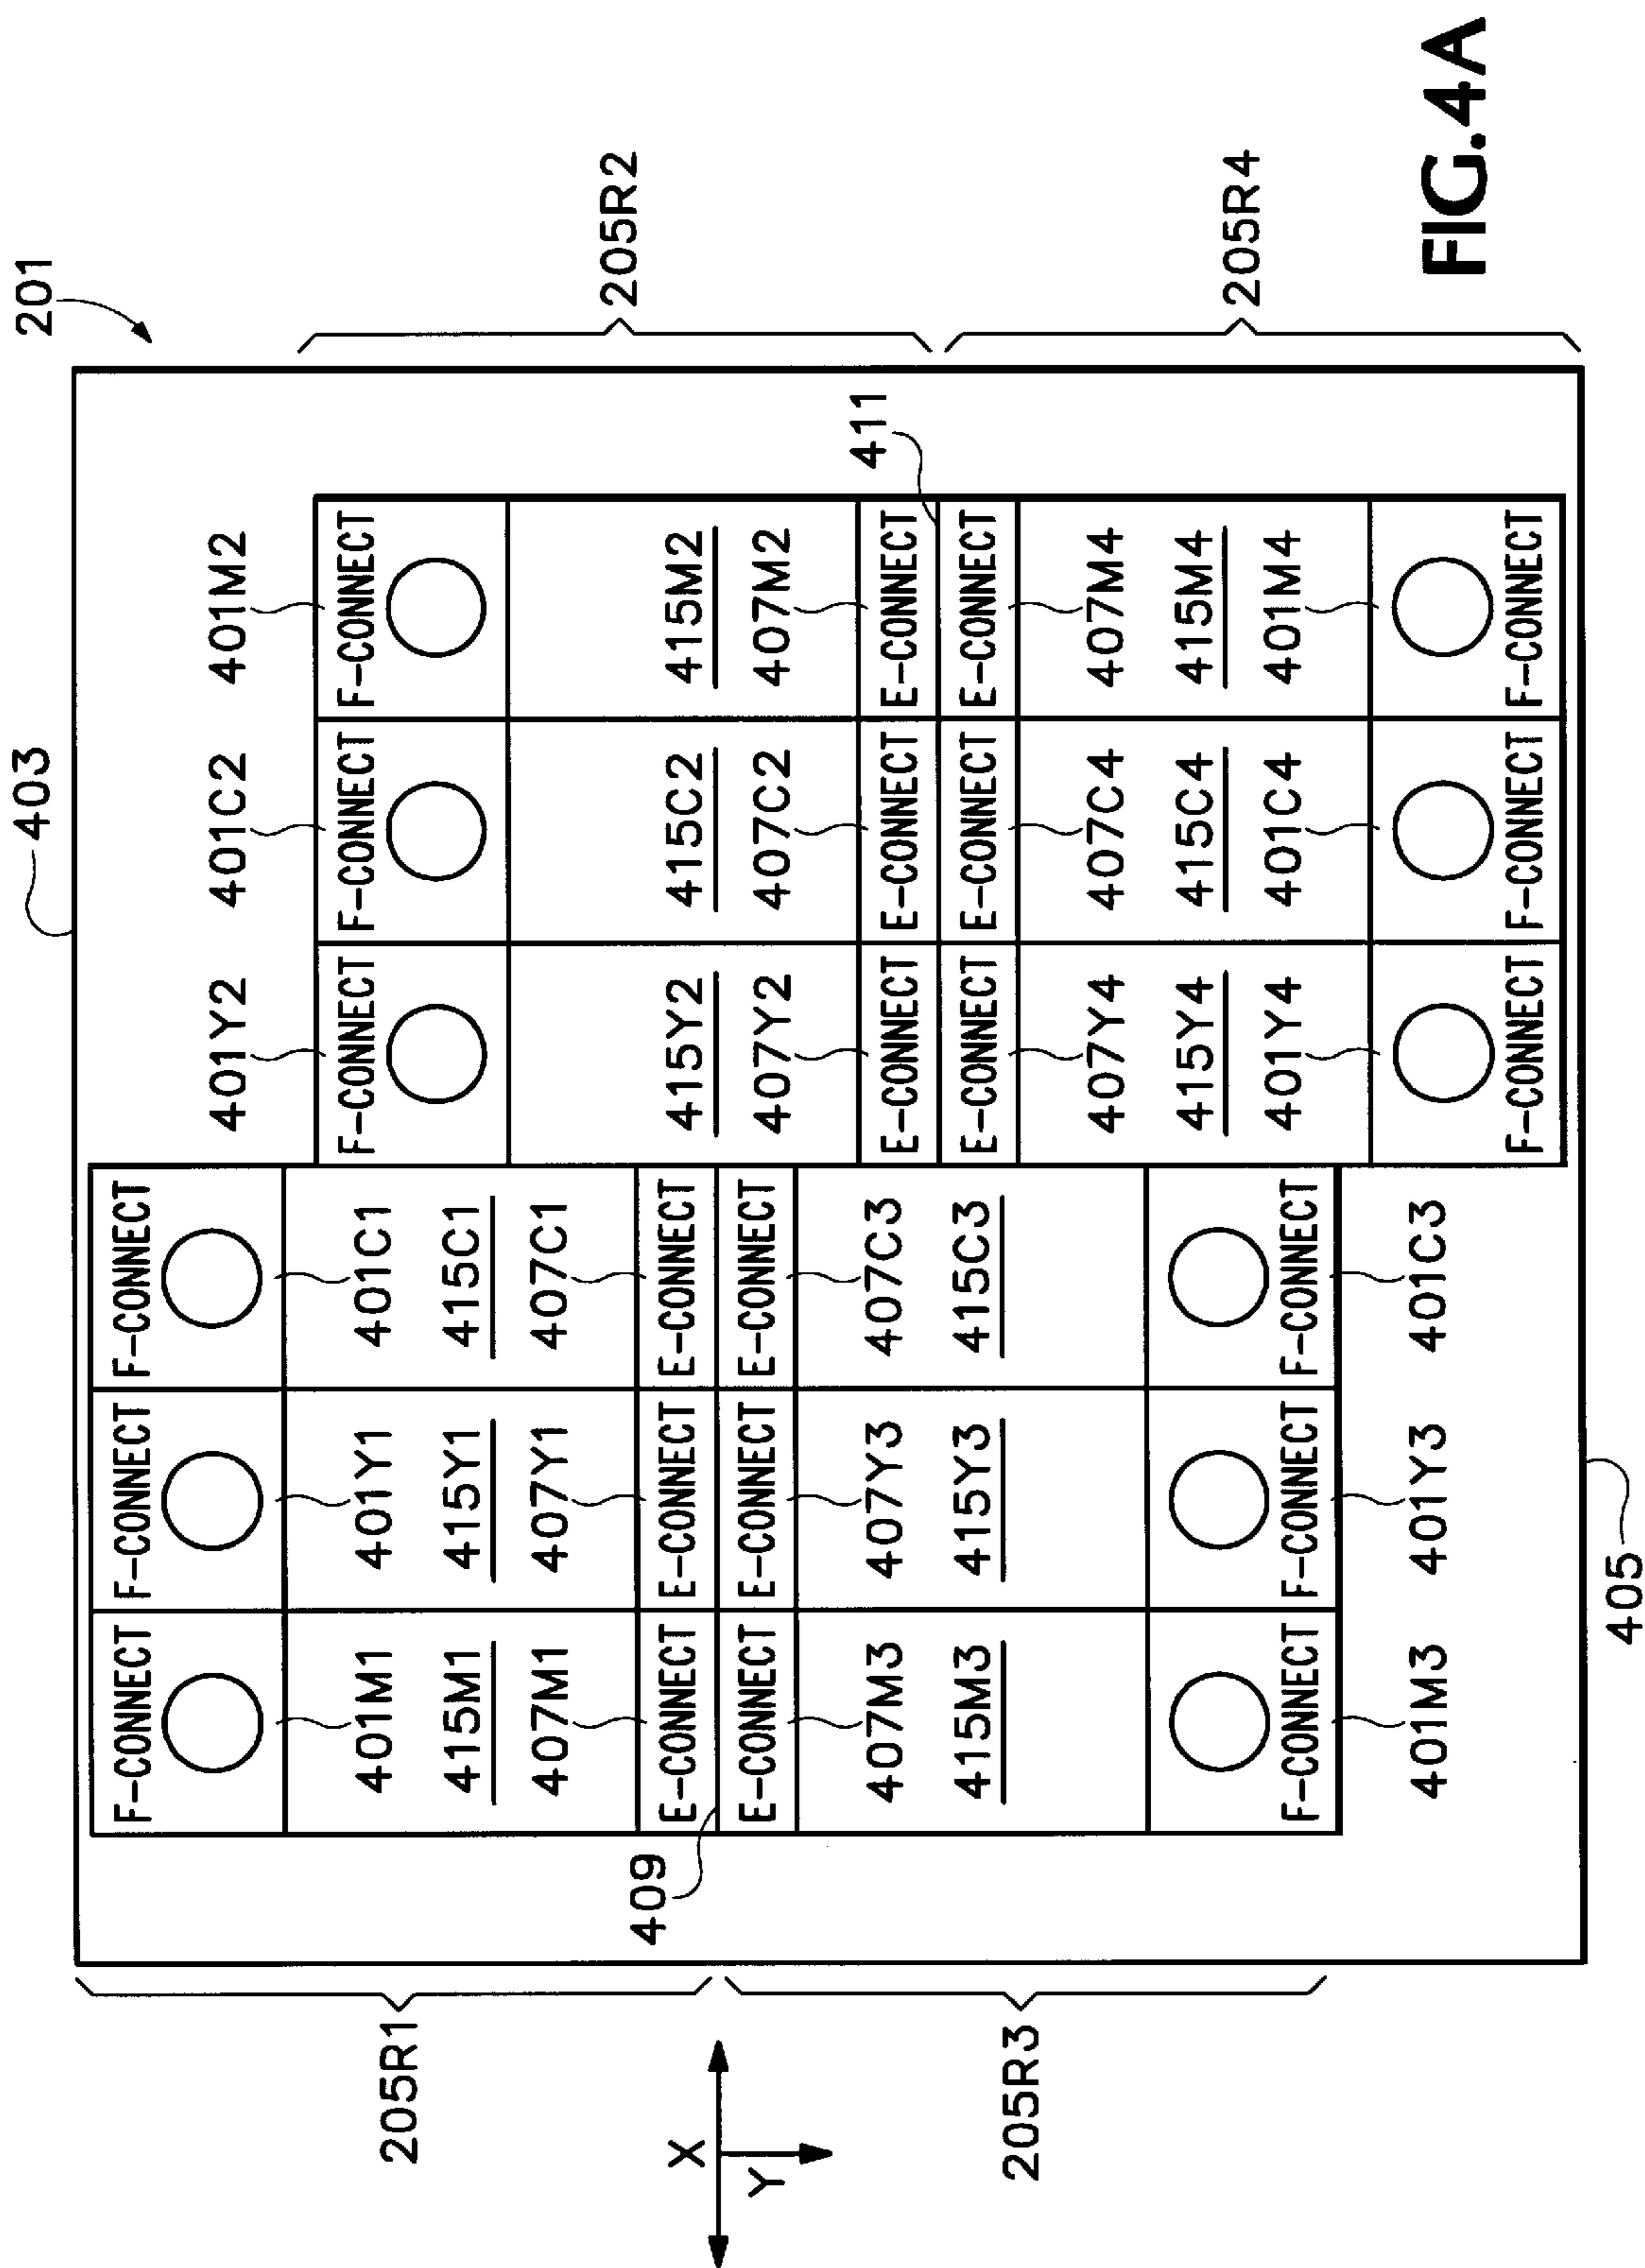 201
403
401Y2 401C2 401M2
F-CONNECT F-CONNECT F-CONNECT
F-CONNECT F-CONNECT F-CONNECT
401M1 401Y1 401C1
415M1 415Y1 415C1
407M1 407Y1 407C1
205R1
205R2
415Y2 415C2 415M2
407Y2 407C2 407M2
409
E-CONNECT E-CONNECT E-CONNECT
E-CONNECT E-CONNECT E-CONNECT
X
Y
411
E-CONNECT E-CONNECT E-CONNECT
E-CONNECT E-CONNECT E-CONNECT
407M3 407Y3 407C3
415M3 415Y3 415C3
205R3
407Y4 407C4 407M4
415Y4 415C4 415M4
401Y4 401C4 401M4
205R4
F-CONNECT F-CONNECT F-CONNECT
401M3 401Y3 401C3
F-CONNECT F-CONNECT F-CONNECT
405
FIG.4A